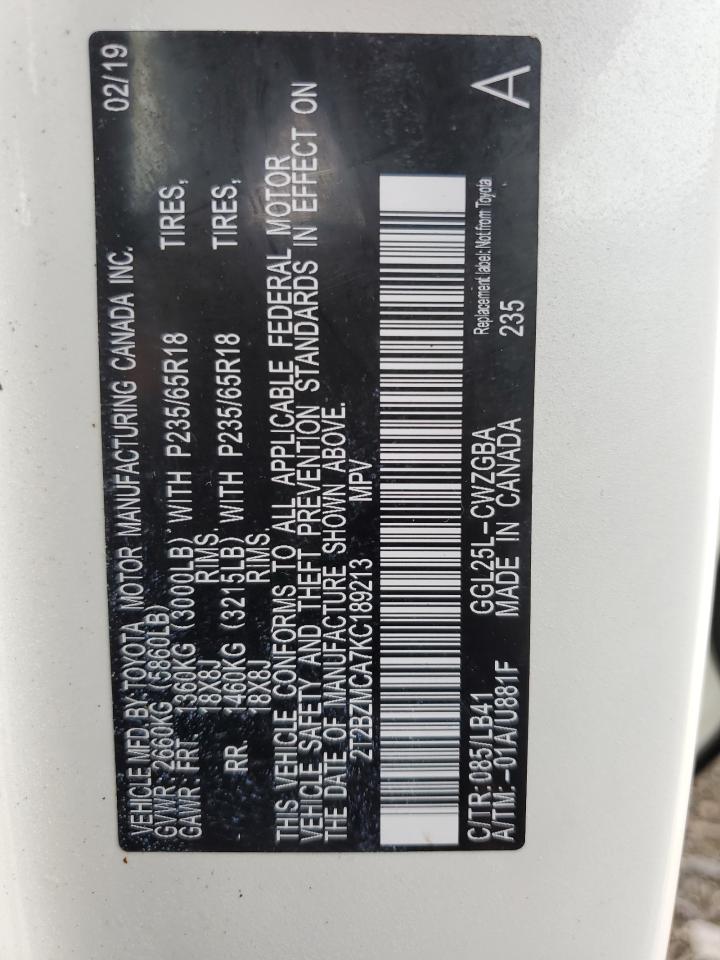 VEHICLE MFD.BY:TOYOTA MOTOR MANUFACTURING CANADA INC. 02/19
GVWR:2660KG (5860LB)
GAWR:FRT 1360KG (3000LB) WITH P235/65R18 TIRES,
18X8J RIMS
RR. 1460KG (3215LB) WITH P235/65R18 TIRES,
18X8J RIMS
THIS VEHICLE CONFORMS TO ALL APPLICABLE FEDERAL MOTOR
VEHICLE SAFETY AND THEFT PREVENTION STANDARDS IN EFFECT ON
THE DATE OF MANUFACTURE SHOWN ABOVE.
2T2BZMCA7KC189213 MPV
Replacement label: Not from Toyota
C/TR:085/LB41 GGL25L-CWZGBA
A/TM:-01A/U881F MADE IN CANADA 235 A